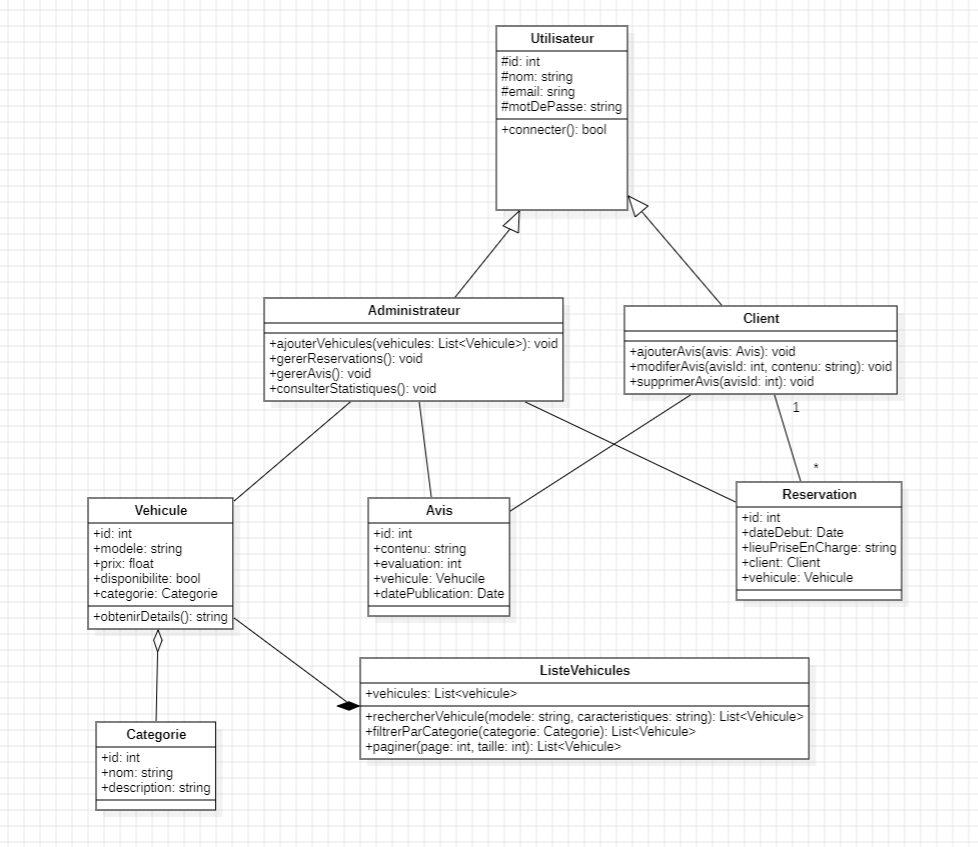 Utilisateur
#id: int
#nom: string
#email: sring
#motDePasse: string
+connecter(): bool
Administrateur
+ajouterVehicules(vehicules: List<Vehicule>): void
+gererReservations(): void
+gererAvis(): void
+consulterStatistiques(): void
Client
+ajouterAvis(avis: Avis): void
+modiferAvis(avisId: int, contenu: string): void
+supprimerAvis(avisId: int): void
1
*
Vehicule
+id: int
+modele: string
+prix: float
+disponibilite: bool
+categorie: Categorie
+obtenirDetails(): string
Avis
+id: int
+contenu: string
+evaluation: int
+vehicule: Vehucile
+datePublication: Date
Reservation
+id: int
+dateDebut: Date
+lieuPriseEnCharge: string
+client: Client
+vehicule: Vehicule
ListeVehicules
+vehicules: List<vehicule>
+rechercherVehicule(modele: string, caracteristiques: string): List<Vehicule>
+filtrerParCategorie(categorie: Categorie): List<Vehicule>
+paginer(page: int, taille: int): List<Vehicule>
Categorie
+id: int
+nom: string
+description: string